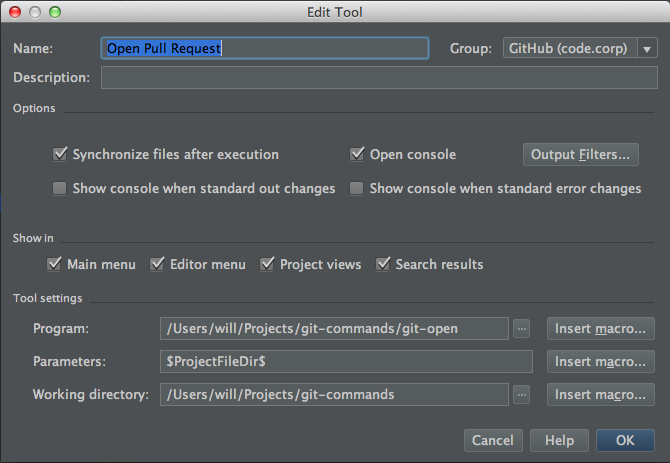 Edit Tool
Name: Open Pull Request Group: GitHub (code.corp)
Description:
Options
Synchronize files after execution Open console Output Filters...
Show console when standard out changes Show console when standard error changes
Show in
Main menu Editor menu Project views Search results
Tool settings
Program: /Users/will/Projects/git-commands/git-open ... Insert macro...
Parameters: $ProjectFileDir$ Insert macro...
Working directory: /Users/will/Projects/git-commands ... Insert macro...
Cancel Help OK